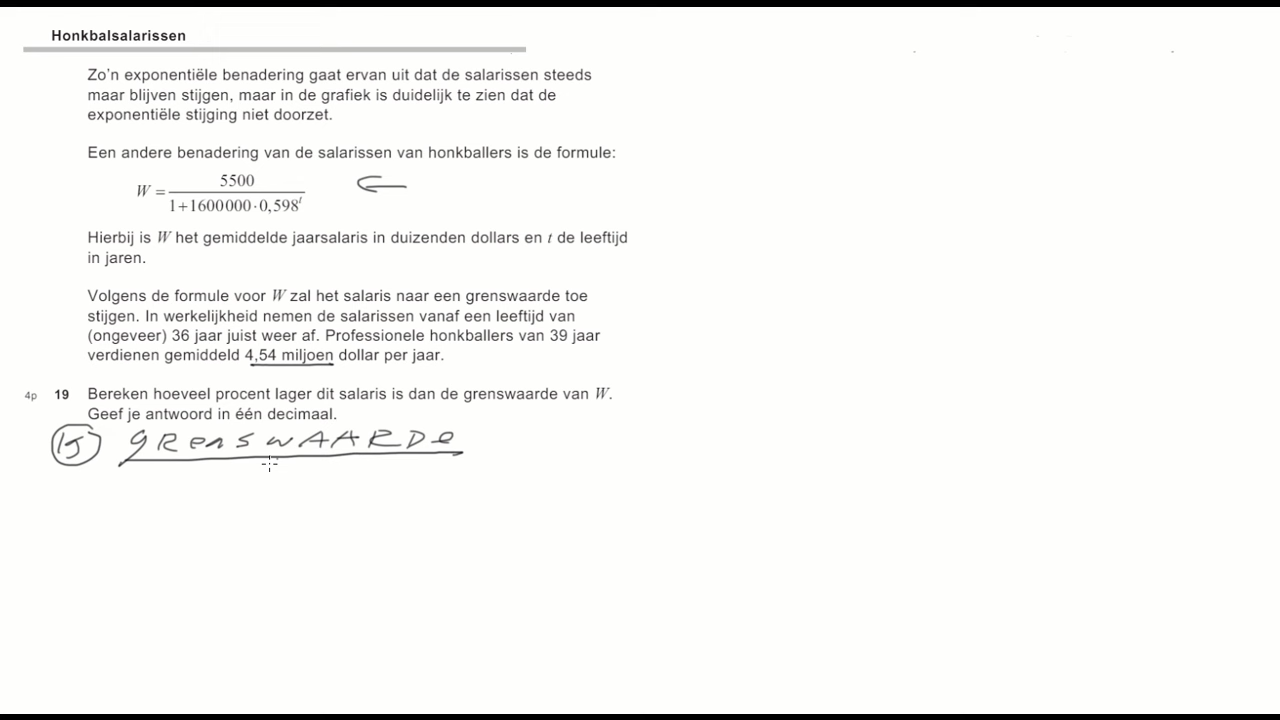 Honkbalsalarissen
Zo'n exponentiële benadering gaat ervan uit dat de salarissen steeds
maar blijven stijgen, maar in de grafiek is duidelijk te zien dat de
exponentiële stijging niet doorzet.
Een andere benadering van de salarissen van honkballers is de formule:
W = 5500 / (1+1600000·0,598^t)
Hierbij is W het gemiddelde jaarsalaris in duizenden dollars en t de leeftijd
in jaren.
Volgens de formule voor W zal het salaris naar een grenswaarde toe
stijgen. In werkelijkheid nemen de salarissen vanaf een leeftijd van
(ongeveer) 36 jaar juist weer af. Professionele honkballers van 39 jaar
verdienen gemiddeld 4,54 miljoen dollar per jaar.
4p 19 Bereken hoeveel procent lager dit salaris is dan de grenswaarde van W.
Geef je antwoord in één decimaal.
GRENSWAARDE